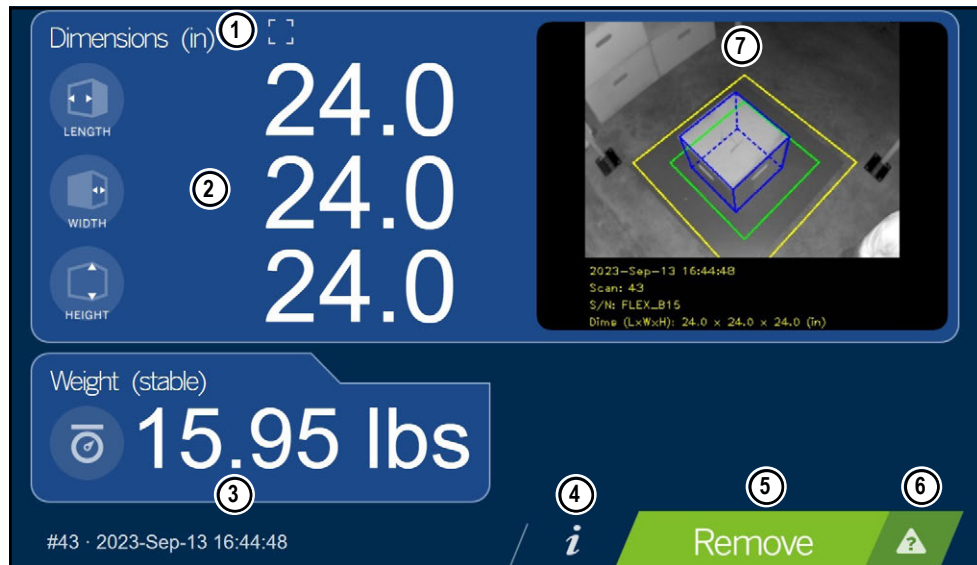 Dimensions (in)
1
LENGTH
24.0
WIDTH
2
24.0
HEIGHT
24.0
7
2023-Sep-13 16:44:48
Scan: 43
S/N: FLEX_B15
Dims (LxWxH): 24.0 x 24.0 x 24.0 (in)
Weight (stable)
15.95 lbs
3
#43 · 2023-Sep-13 16:44:48
4
i
5
Remove
6
?